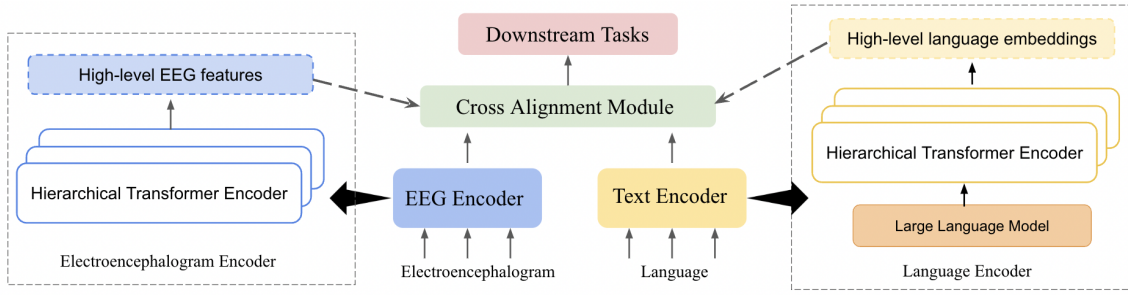 Downstream Tasks
Cross Alignment Module
High-level EEG features
Hierarchical Transformer Encoder
Electroencephalogram Encoder
EEG Encoder
Electroencephalogram
Text Encoder
Language
High-level language embeddings
Hierarchical Transformer Encoder
Large Language Model
Language Encoder